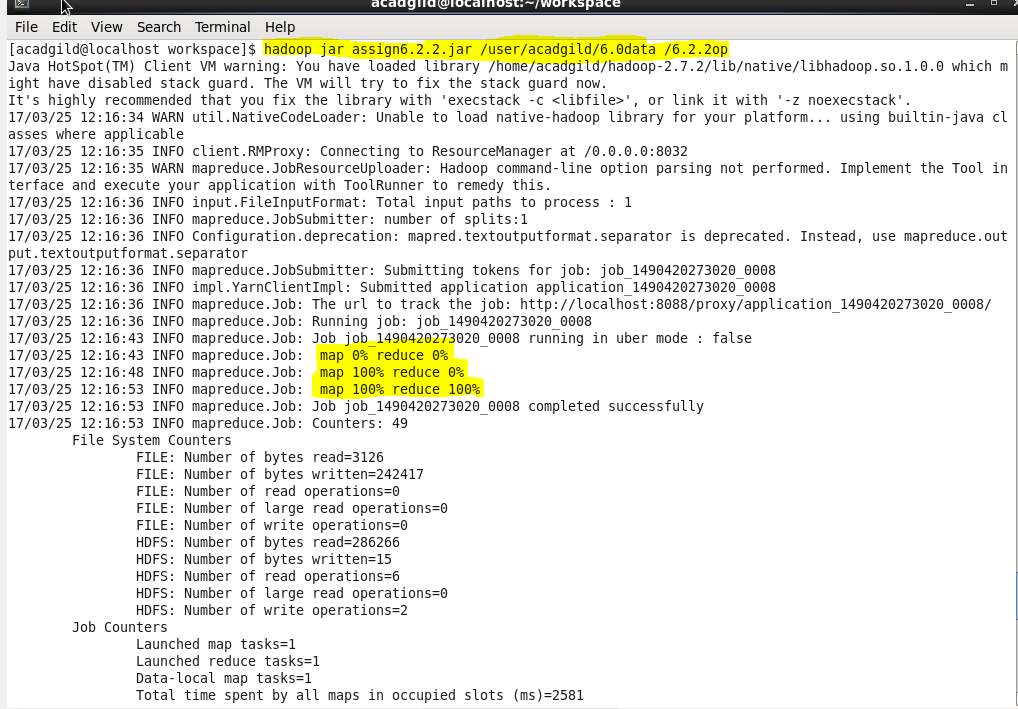 acadgild@localhost:~/workspace
File Edit View Search Terminal Help
[acadgild@localhost workspace]$ hadoop jar assign6.2.2.jar /user/acadgild/6.0data /6.2.2op
Java HotSpot(TM) Client VM warning: You have loaded library /home/acadgild/hadoop-2.7.2/lib/native/libhadoop.so.1.0.0 which m
ight have disabled stack guard. The VM will try to fix the stack guard now.
It's highly recommended that you fix the library with 'execstack -c <libfile>', or link it with '-z noexecstack'.
17/03/25 12:16:34 WARN util.NativeCodeLoader: Unable to load native-hadoop library for your platform... using builtin-java cl
asses where applicable
17/03/25 12:16:35 INFO client.RMProxy: Connecting to ResourceManager at /0.0.0.0:8032
17/03/25 12:16:35 WARN mapreduce.JobResourceUploader: Hadoop command-line option parsing not performed. Implement the Tool in
terface and execute your application with ToolRunner to remedy this.
17/03/25 12:16:36 INFO input.FileInputFormat: Total input paths to process : 1
17/03/25 12:16:36 INFO mapreduce.JobSubmitter: number of splits:1
17/03/25 12:16:36 INFO Configuration.deprecation: mapred.textoutputformat.separator is deprecated. Instead, use mapreduce.out
put.textoutputformat.separator
17/03/25 12:16:36 INFO mapreduce.JobSubmitter: Submitting tokens for job: job_1490420273020_0008
17/03/25 12:16:36 INFO impl.YarnClientImpl: Submitted application application_1490420273020_0008
17/03/25 12:16:36 INFO mapreduce.Job: The url to track the job: http://localhost:8088/proxy/application_1490420273020_0008/
17/03/25 12:16:36 INFO mapreduce.Job: Running job: job_1490420273020_0008
17/03/25 12:16:43 INFO mapreduce.Job: Job job_1490420273020_0008 running in uber mode : false
17/03/25 12:16:43 INFO mapreduce.Job:  map 0% reduce 0%
17/03/25 12:16:48 INFO mapreduce.Job:  map 100% reduce 0%
17/03/25 12:16:53 INFO mapreduce.Job:  map 100% reduce 100%
17/03/25 12:16:53 INFO mapreduce.Job: Job job_1490420273020_0008 completed successfully
17/03/25 12:16:53 INFO mapreduce.Job: Counters: 49
File System Counters
FILE: Number of bytes read=3126
FILE: Number of bytes written=242417
FILE: Number of read operations=0
FILE: Number of large read operations=0
FILE: Number of write operations=0
HDFS: Number of bytes read=286266
HDFS: Number of bytes written=15
HDFS: Number of read operations=6
HDFS: Number of large read operations=0
HDFS: Number of write operations=2
Job Counters
Launched map tasks=1
Launched reduce tasks=1
Data-local map tasks=1
Total time spent by all maps in occupied slots (ms)=2581